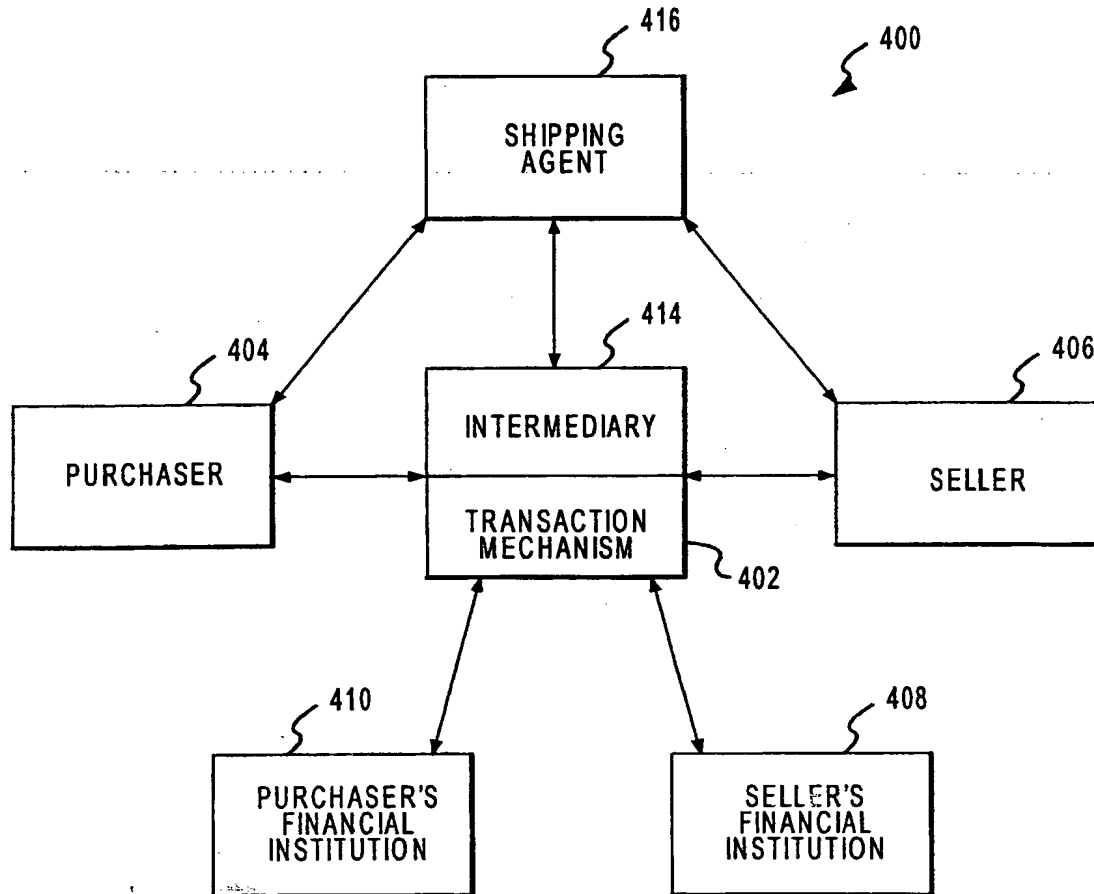 416
400
SHIPPING
AGENT
414
404
406
INTERMEDIARY
PURCHASER
SELLER
TRANSACTION
MECHANISM
402
410
408
PURCHASER'S
FINANCIAL
INSTITUTION
SELLER'S
FINANCIAL
INSTITUTION